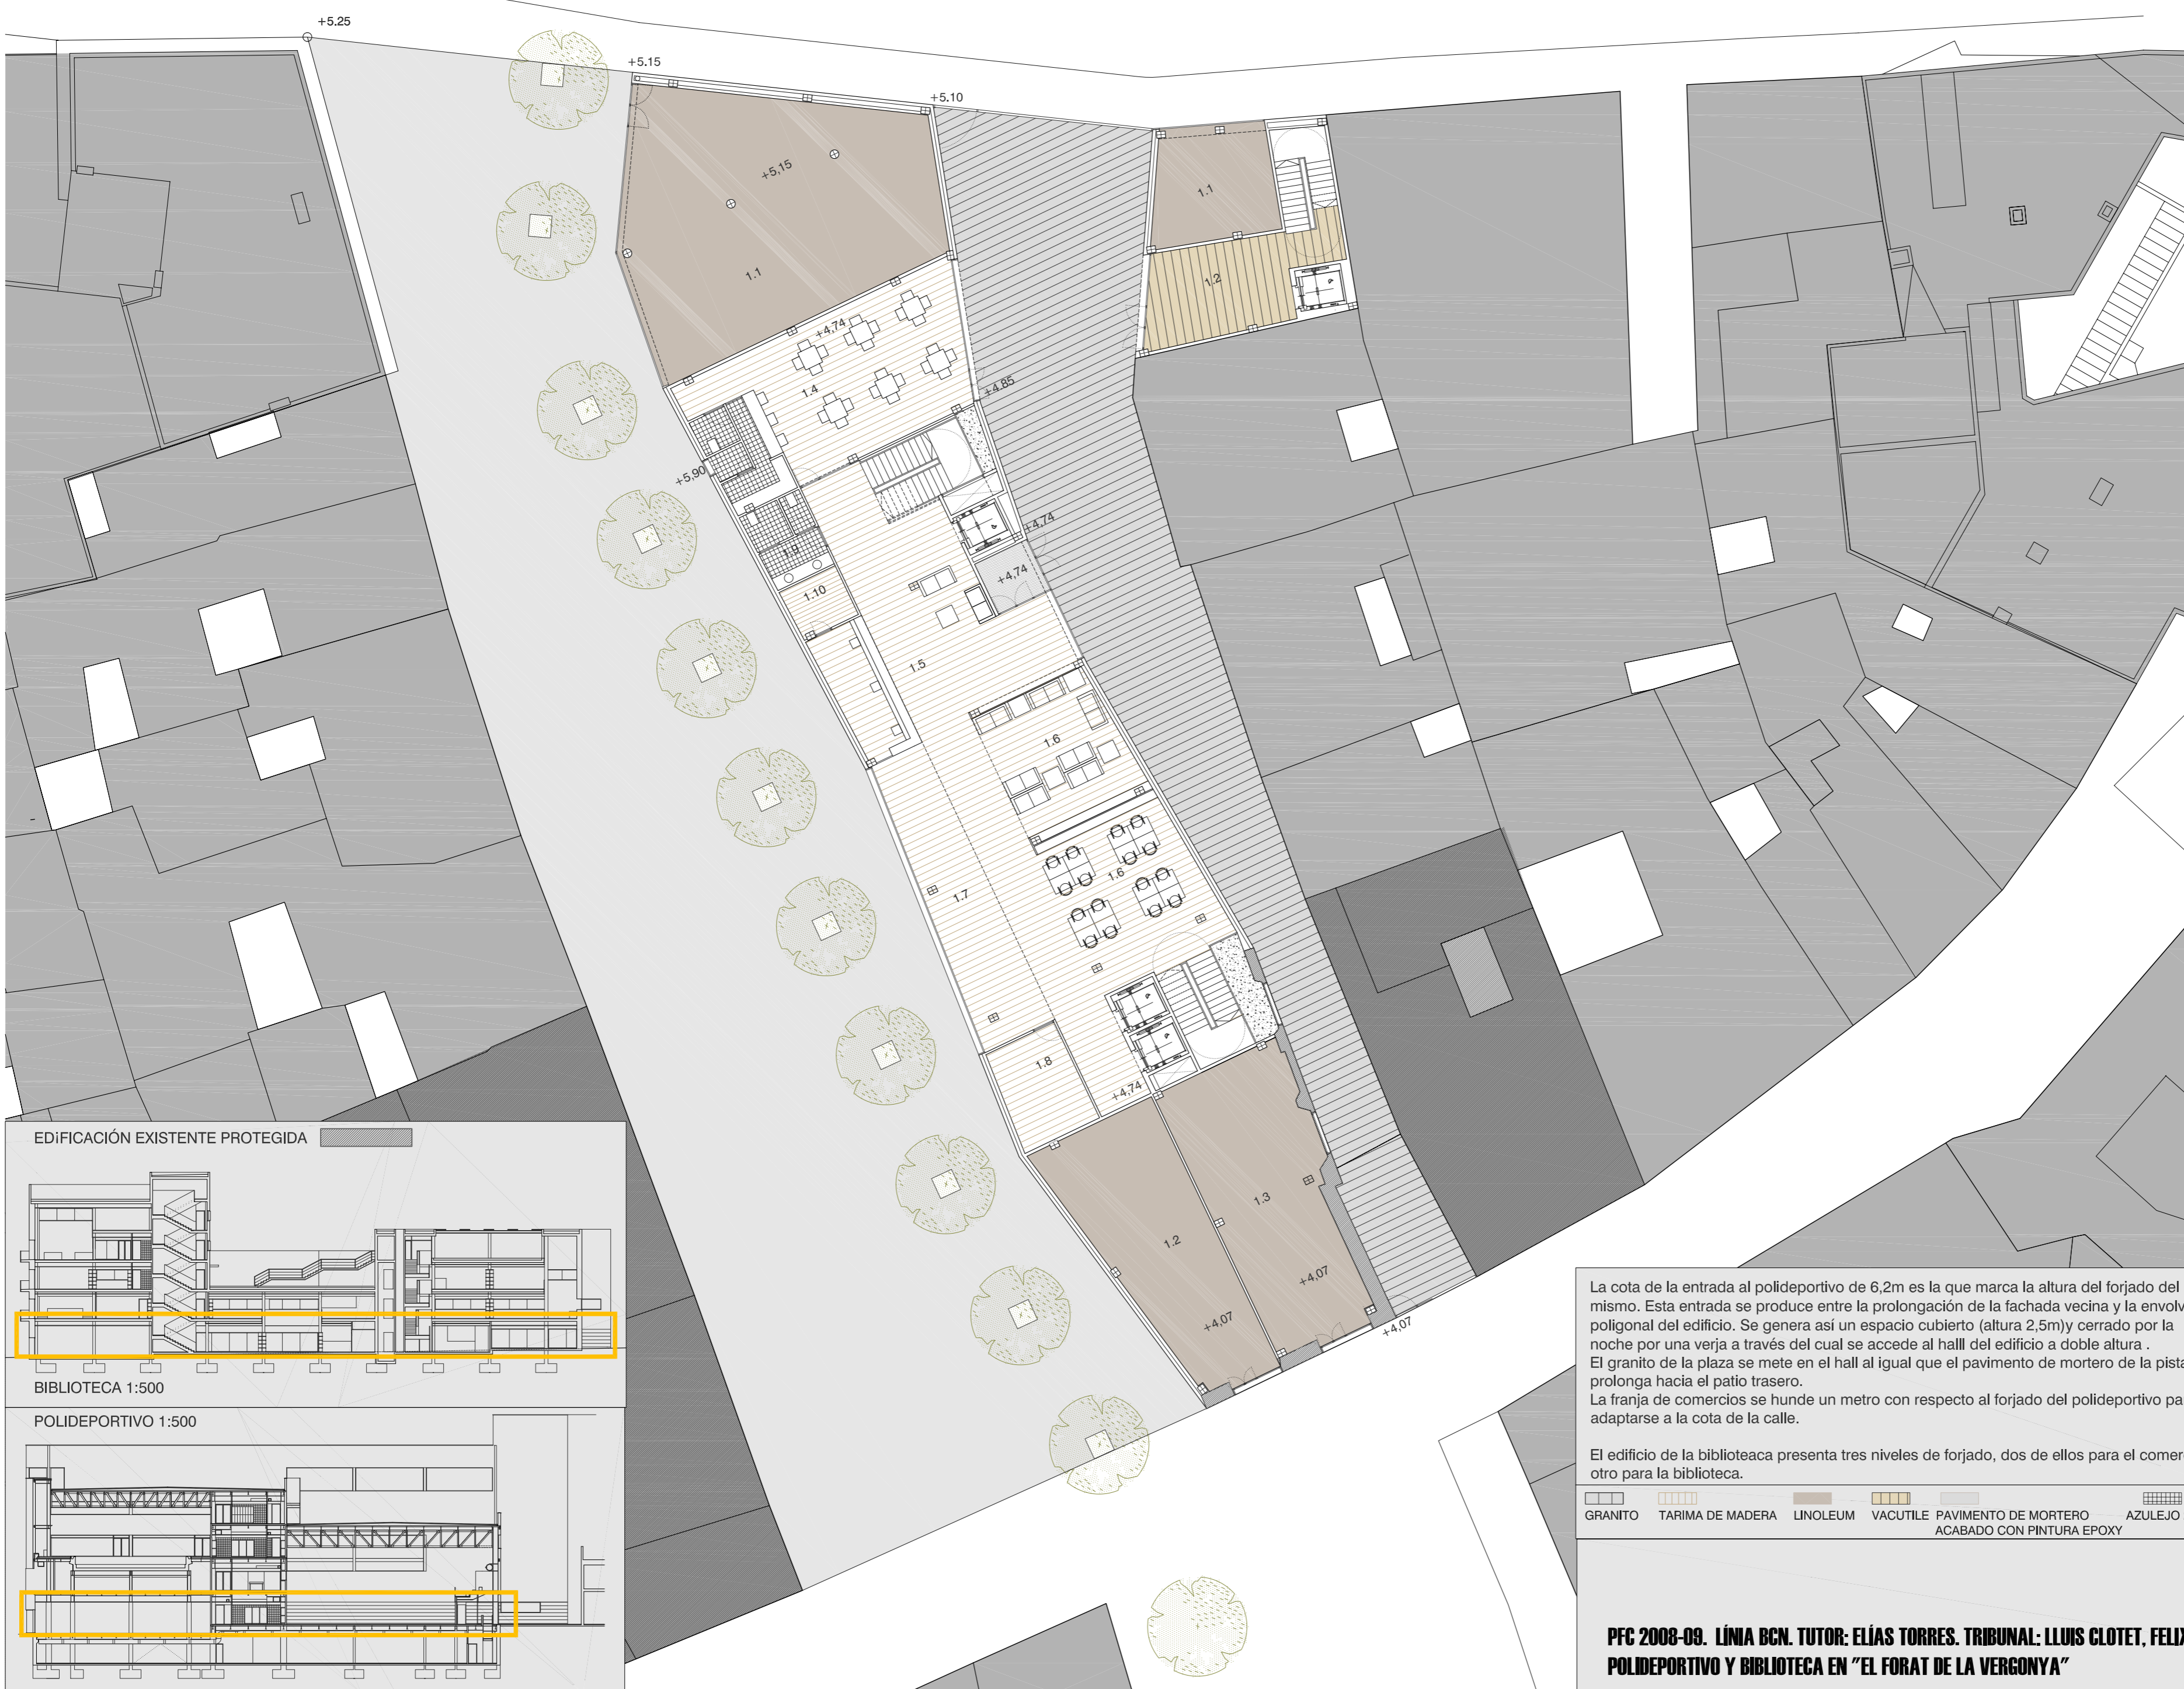 +5.25
+5.15
+5.10
+5,15
1.1
1.1
1.2
+4,74
1.4
+4.85
+5,90
+4,74
1.9
+4,74
1.10
1.5
1.6
1.6
1.7
1.8
+4,74
1.3
1.2
+4,07
+4,07
+4,07
EDiFICACIÓN EXISTENTE PROTEGIDA
BIBLIOTECA 1:500
POLIDEPORTIVO 1:500
La cota de la entrada al polideportivo de 6,2m es la que marca la altura del forjado del
mismo. Esta entrada se produce entre la prolongación de la fachada vecina y la envolv
poligonal del edificio. Se genera así un espacio cubierto (altura 2,5m)y cerrado por la
noche por una verja a través del cual se accede al halll del edificio a doble altura .
El granito de la plaza se mete en el hall al igual que el pavimento de mortero de la pista
prolonga hacia el patio trasero.
La franja de comercios se hunde un metro con respecto al forjado del polideportivo pa
adaptarse a la cota de la calle.
El edificio de la biblioteaca presenta tres niveles de forjado, dos de ellos para el comer
otro para la biblioteca.
GRANITO TARIMA DE MADERA LINOLEUM VACUTILE PAVIMENTO DE MORTERO AZULEJO
ACABADO CON PINTURA EPOXY
PFC 2008-09. LÍNIA BCN. TUTOR: ELÍAS TORRES. TRIBUNAL: LLUIS CLOTET, FELIX
POLIDEPORTIVO Y BIBLIOTECA EN "EL FORAT DE LA VERGONYA"